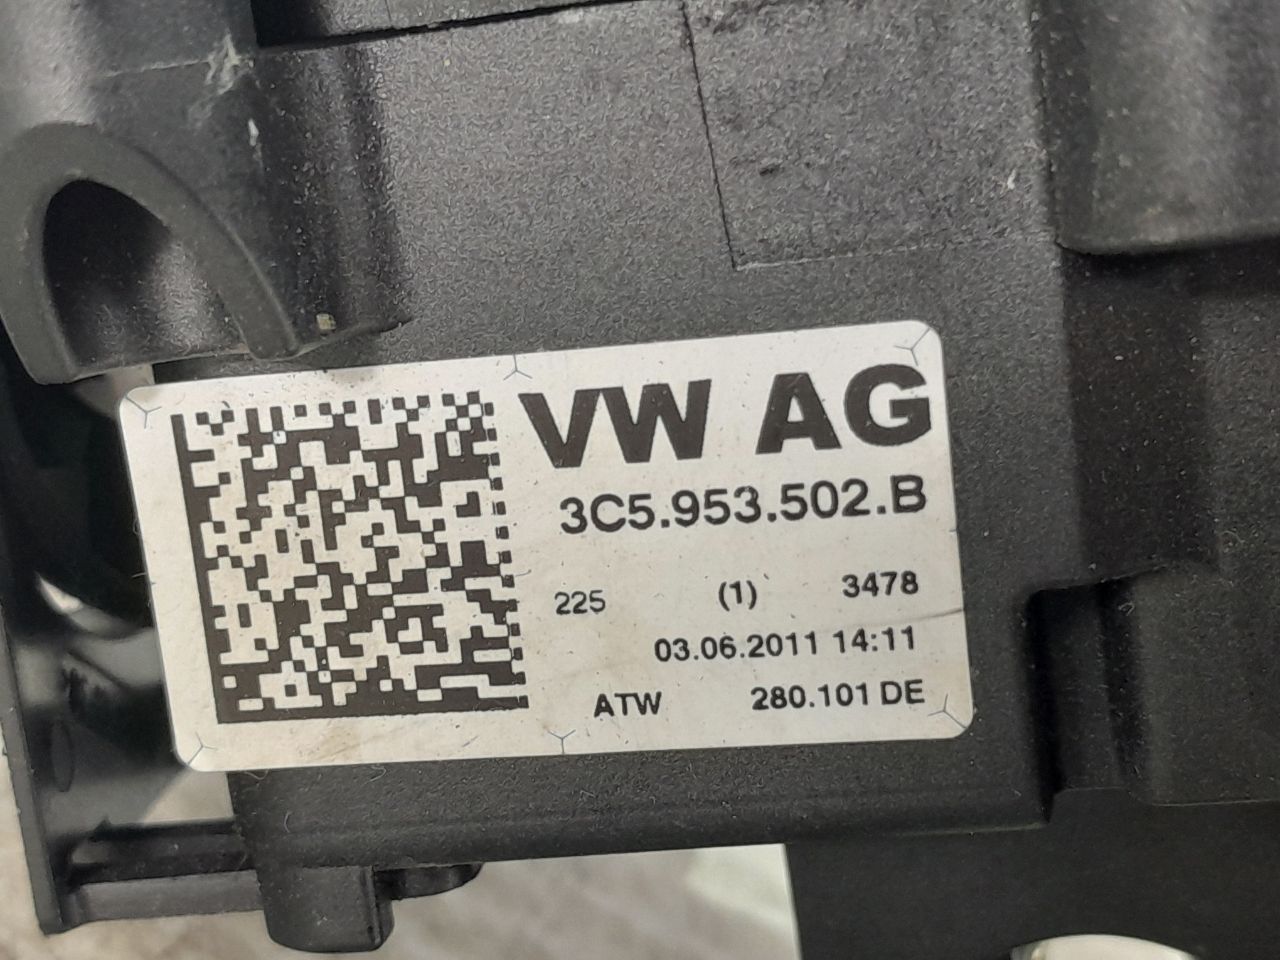 VW AG
3C5.953.502.B
225 (1) 3478
03.06.2011 14:11
ATW 280.101 DE